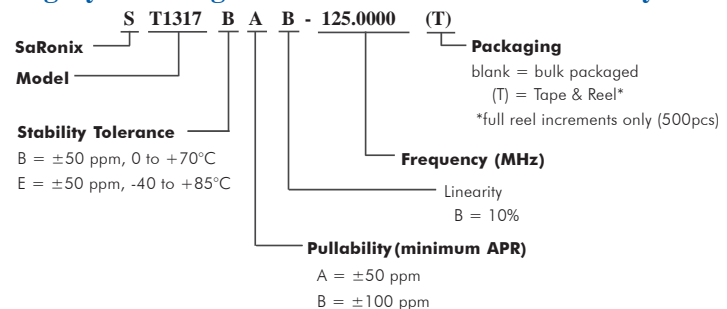 S T1317 B A B - 125.0000 (T)
SaRonix
Model
Packaging
blank = bulk packaged
(T) = Tape & Reel*
*full reel increments only (500pcs)
Stability Tolerance
B = ±50 ppm, 0 to +70°C
E = ±50 ppm, -40 to +85°C
Frequency (MHz)
Linearity
B = 10%
Pullability (minimum APR)
A = ±50 ppm
B = ±100 ppm